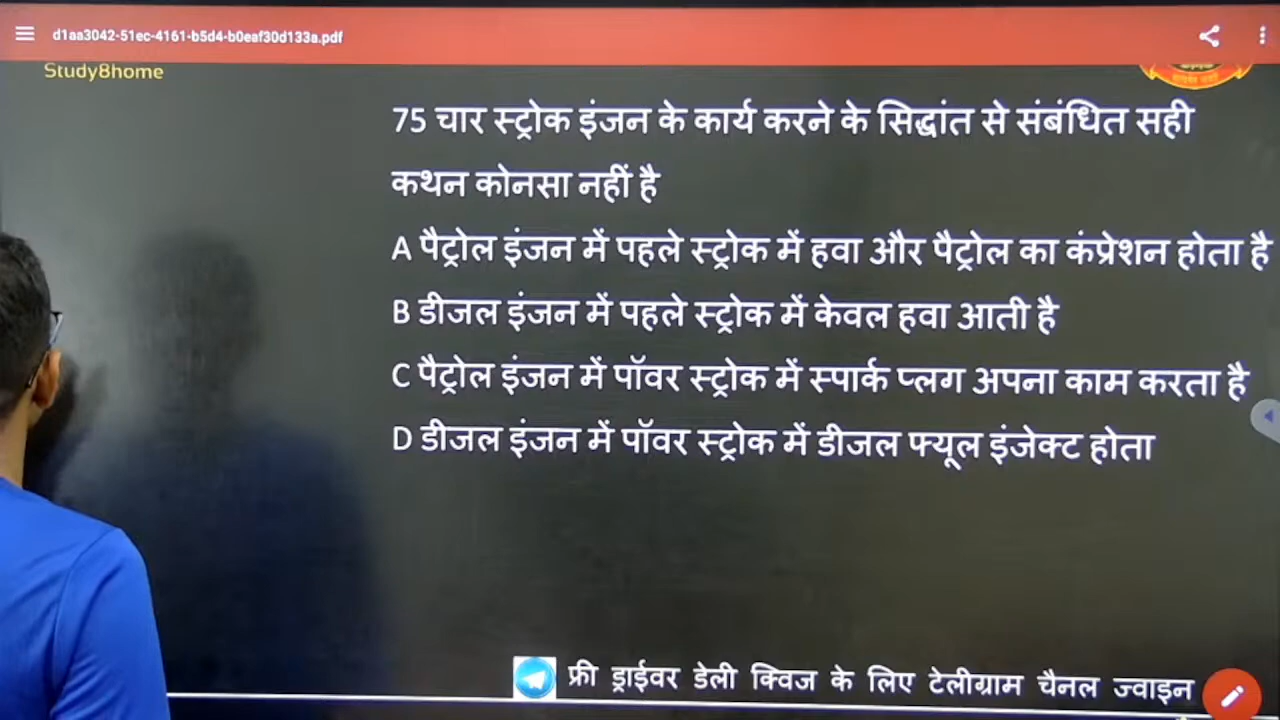 d1aa3042-51ec-4161-b5d4-b0eaf30d133a.pdf
Study8home
75 चार स्ट्रोक इंजन के कार्य करने के सिद्धांत से संबंधित सही
कथन कोनसा नहीं है
A पैट्रोल इंजन में पहले स्ट्रोक में हवा और पैट्रोल का कंप्रेशन होता है
B डीजल इंजन में पहले स्ट्रोक में केवल हवा आती है
C पैट्रोल इंजन में पॉवर स्ट्रोक में स्पार्क प्लग अपना काम करता है
D डीजल इंजन में पॉवर स्ट्रोक में डीजल फ्यूल इंजेक्ट होता
फ्री ड्राईवर डेली क्विज के लिए टेलीग्राम चैनल ज्वाइन